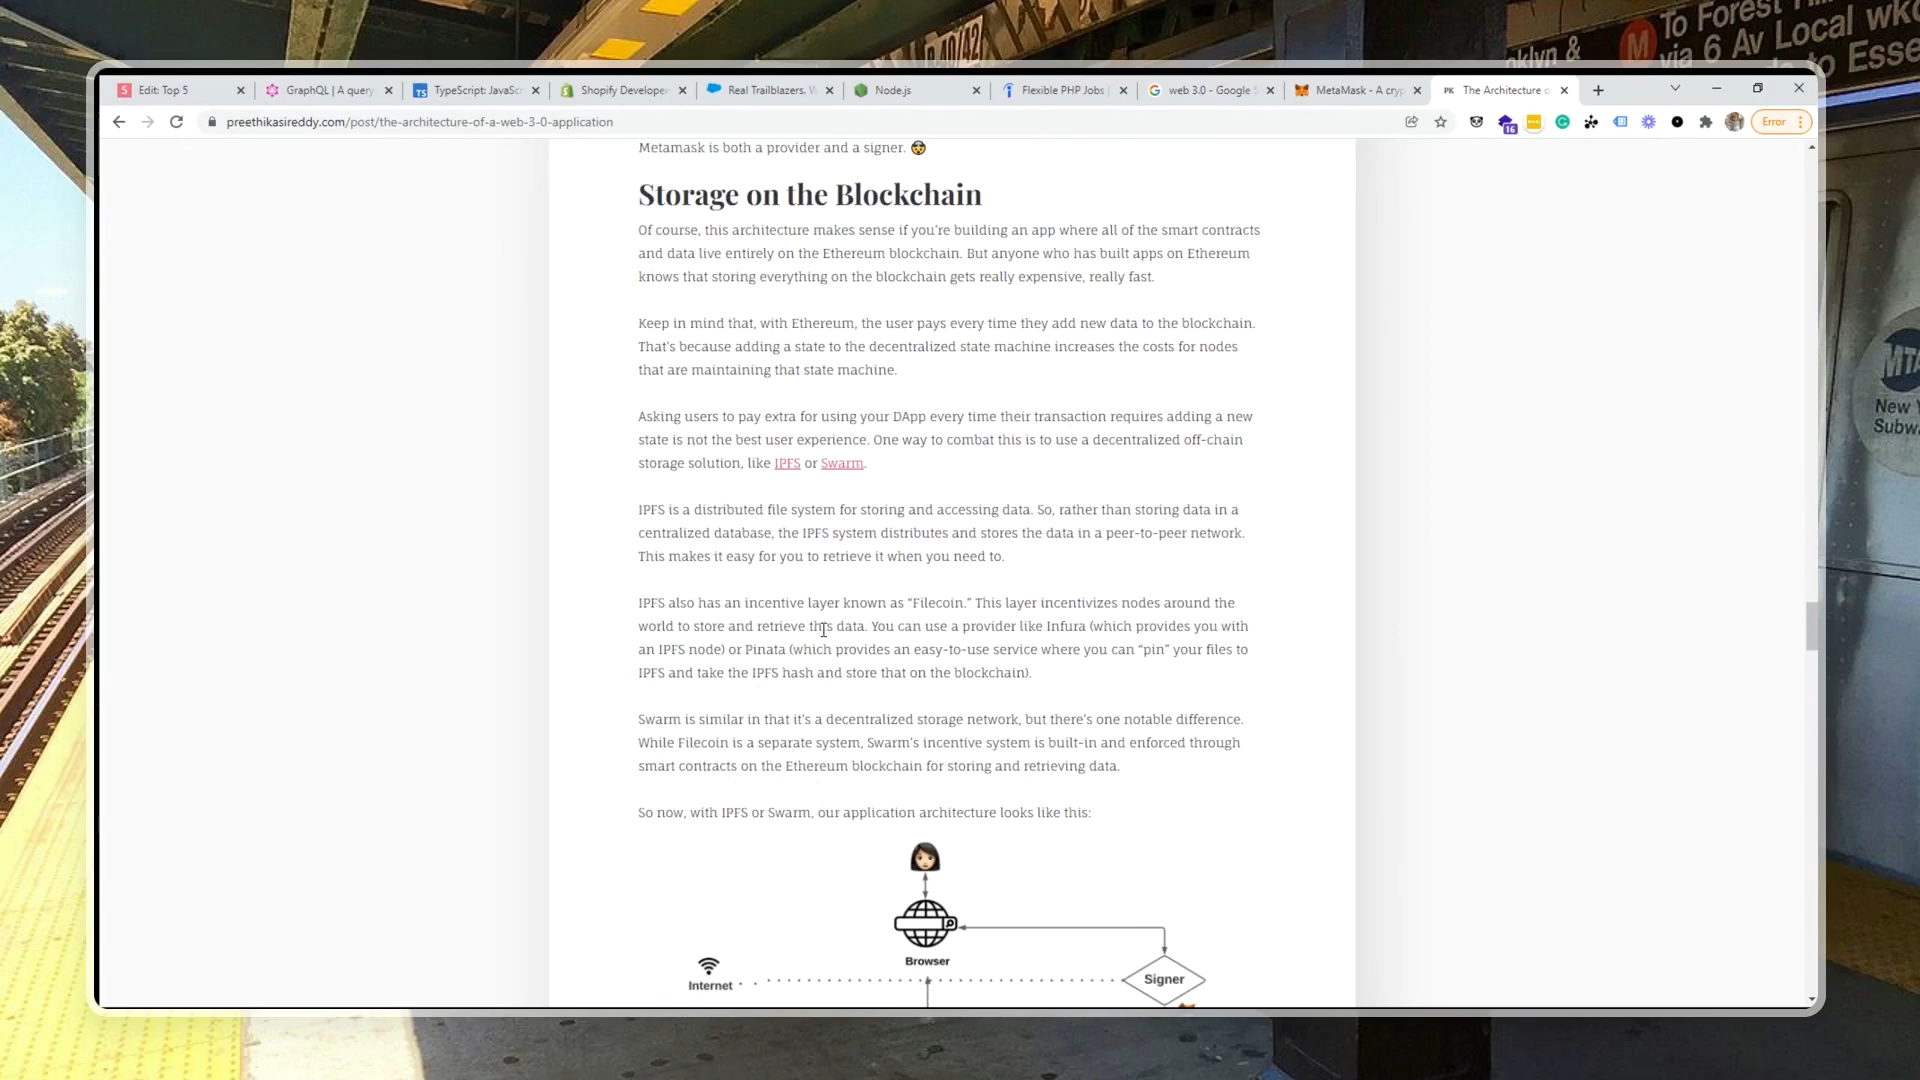 R 40/42
klyn &
M
To Forest
via 6 Av Local wk
to Esse
MTA
New Y
Subw
Edit: Top 5
GraphQL | A query
TypeScript: JavaSc
Shopify Developer
Real Trailblazers. W
Node.js
Flexible PHP Jobs |
web 3.0 - Google S
MetaMask - A cryp
PK The Architecture o
preethikasireddy.com/post/the-architecture-of-a-web-3-0-application
16
Error
Metamask is both a provider and a signer. 🤯
Storage on the Blockchain
Of course, this architecture makes sense if you’re building an app where all of the smart contracts
and data live entirely on the Ethereum blockchain. But anyone who has built apps on Ethereum
knows that storing everything on the blockchain gets really expensive, really fast.
Keep in mind that, with Ethereum, the user pays every time they add new data to the blockchain.
That’s because adding a state to the decentralized state machine increases the costs for nodes
that are maintaining that state machine.
Asking users to pay extra for using your DApp every time their transaction requires adding a new
state is not the best user experience. One way to combat this is to use a decentralized off-chain
storage solution, like IPFS or Swarm.
IPFS is a distributed file system for storing and accessing data. So, rather than storing data in a
centralized database, the IPFS system distributes and stores the data in a peer-to-peer network.
This makes it easy for you to retrieve it when you need to.
IPFS also has an incentive layer known as “Filecoin.” This layer incentivizes nodes around the
world to store and retrieve this data. You can use a provider like Infura (which provides you with
an IPFS node) or Pinata (which provides an easy-to-use service where you can “pin” your files to
IPFS and take the IPFS hash and store that on the blockchain).
Swarm is similar in that it’s a decentralized storage network, but there’s one notable difference.
While Filecoin is a separate system, Swarm’s incentive system is built-in and enforced through
smart contracts on the Ethereum blockchain for storing and retrieving data.
So now, with IPFS or Swarm, our application architecture looks like this:
Browser
Internet
Signer